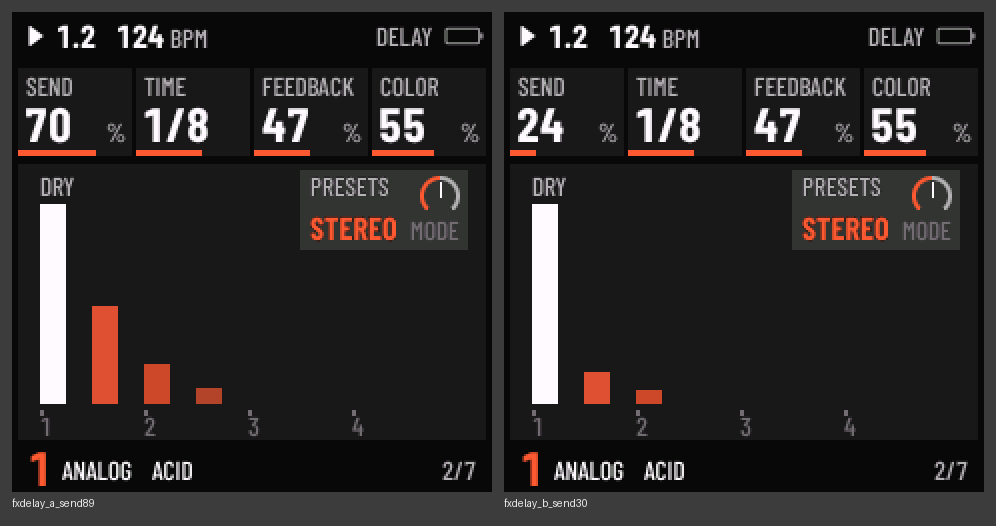 1.2 124 BPM DELAY
SEND TIME FEEDBACK COLOR
70 % 1/8 47 % 55 %
DRY PRESETS
STEREO MODE
1 2 3 4
1 ANALOG ACID 2/7
fxdelay_a_send89
1.2 124 BPM DELAY
SEND TIME FEEDBACK COLOR
24 % 1/8 47 % 55 %
DRY PRESETS
STEREO MODE
1 2 3 4
1 ANALOG ACID 2/7
fxdelay_b_send30